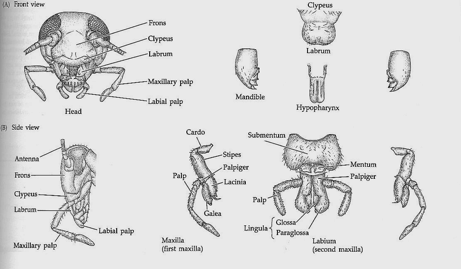 (A) Front view
Frons
Clypeus
Labrum
Maxillary palp
Labial palp
Head
Clypeus
Labrum
Mandible
Hypopharynx
(B) Side view
Antenna
Frons
Clypeus
Labrum
Maxillary palp
Labial palp
Cardo
Stipes
Palpiger
Palp
Lacinia
Galea
Maxilla
(first maxilla)
Submentum
Mentum
Palpiger
Palp
Glossa
Lingula
Paraglossa
Labium
(second maxilla)